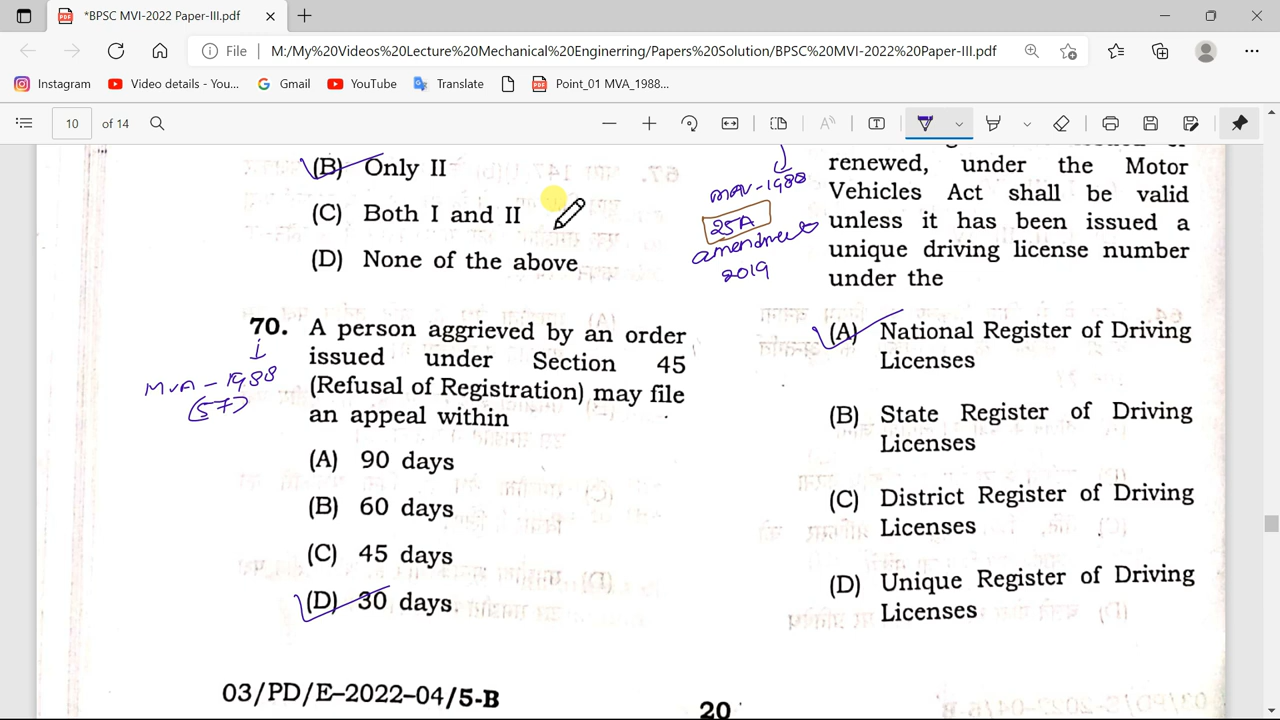 *BPSC MVI-2022 Paper-III.pdf
File
M:/My%20Videos%20Lecture%20Mechanical%20Enginerring/Papers%20Solution/BPSC%20MVI-2022%20Paper-III.pdf
Instagram
Video details - You...
Gmail
YouTube
Translate
Point_01 MVA_1988...
10 of 14
(B) Only II
(C) Both I and II
(D) None of the above
70. A person aggrieved by an order
issued under Section 45
(Refusal of Registration) may file
an appeal within
MVA - 1988
(57)
(A) 90 days
(B) 60 days
(C) 45 days
(D) 30 days
03/PD/E-2022-04/5-B
20
MAV-1988
25A
amendment
2019
renewed, under the Motor
Vehicles Act shall be valid
unless it has been issued a
unique driving license number
under the
(A) National Register of Driving
Licenses
(B) State Register of Driving
Licenses
(C) District Register of Driving
Licenses
(D) Unique Register of Driving
Licenses